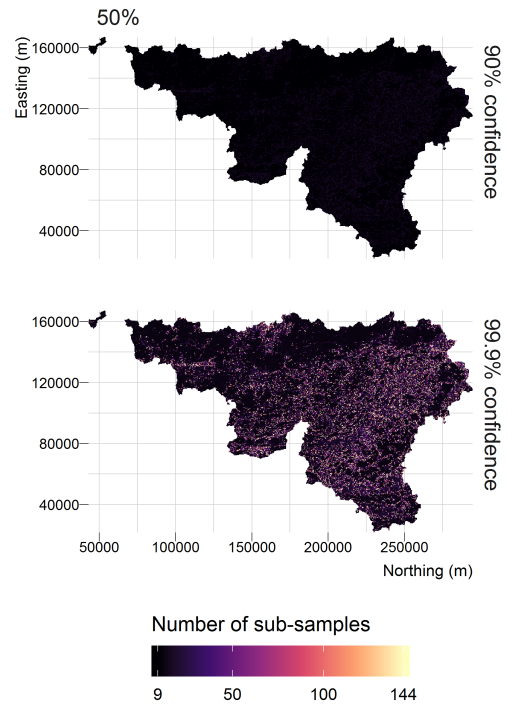 50%
160000
120000
80000
40000
Easting (m)
90% confidence
160000
120000
80000
40000
99.9% confidence
50000 100000 150000 200000 250000
Northing (m)
Number of sub-samples
9 50 100 144